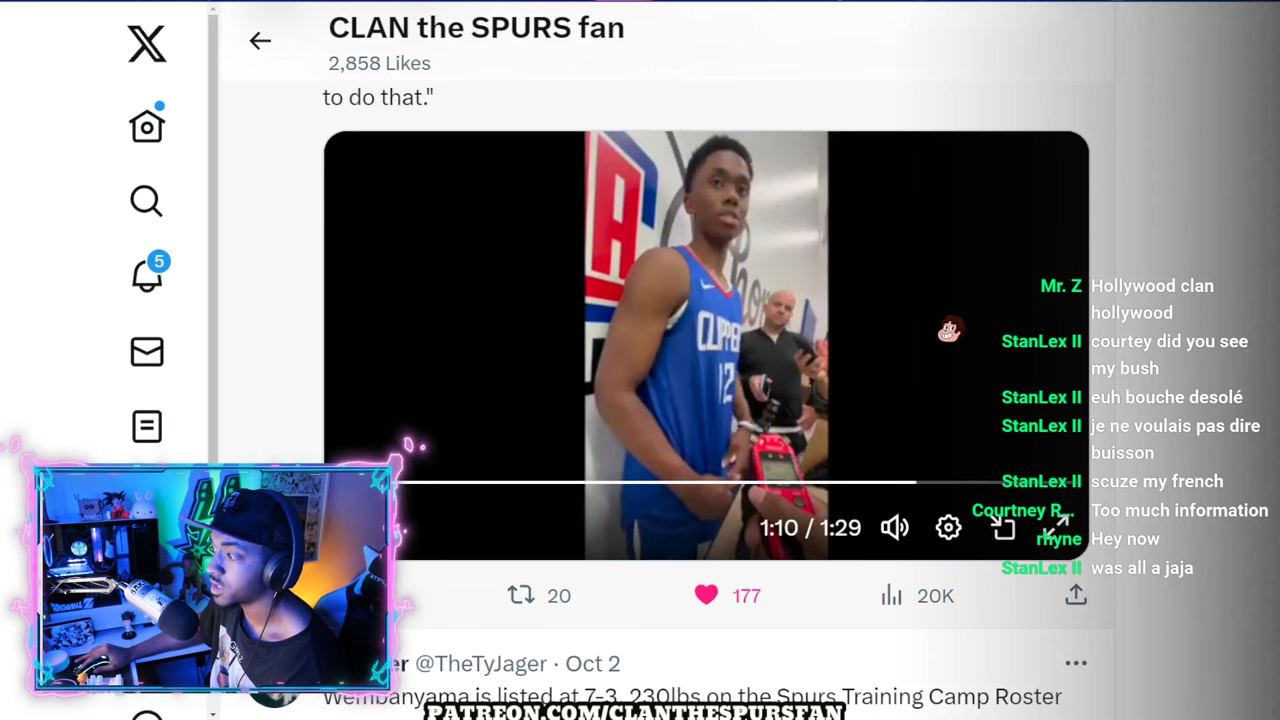 CLAN the SPURS fan
2,858 Likes
to do that."
CLIPPER
12
1:10 / 1:29
5
20
177
20K
@TheTyJager · Oct 2
Wembanyama is listed at 7-3, 230lbs on the Spurs Training Camp Roster
Mr. Z Hollywood clan
hollywood
StanLex II courtey did you see
my bush
StanLex II euh bouche desolé
StanLex II je ne voulais pas dire
buisson
StanLex II scuze my french
Courtney R... Too much information
rhyne Hey now
StanLex II was all a jaja
PATREON.COM/CLANTHESPURSFAN